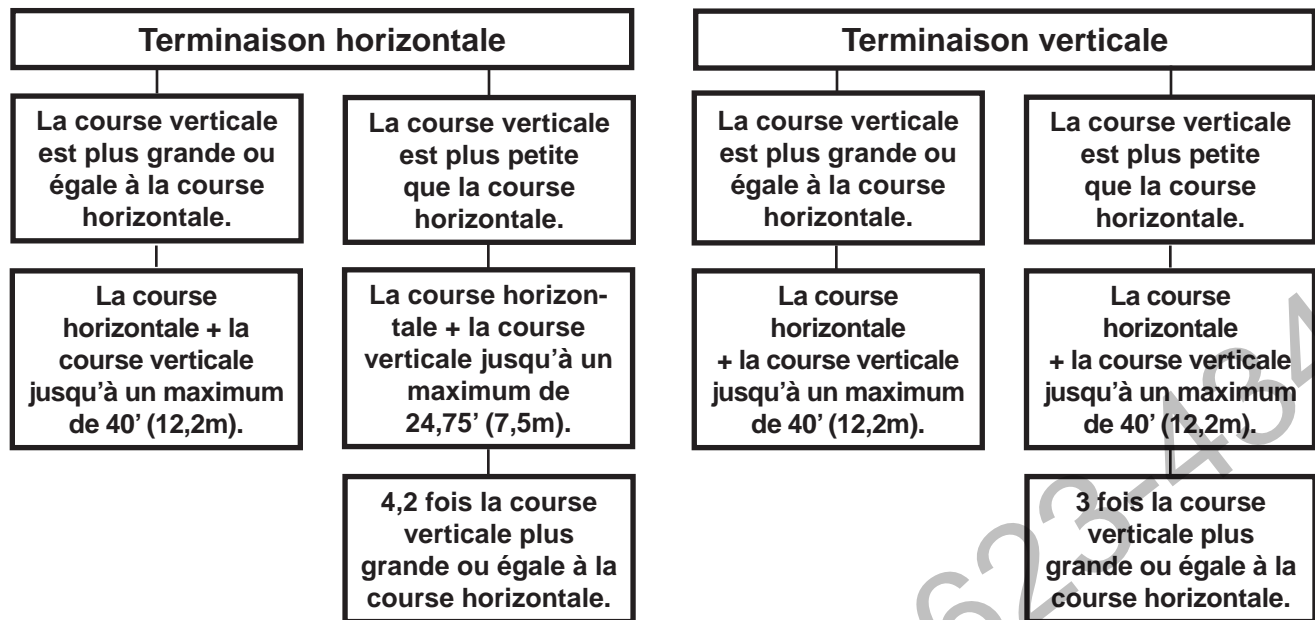 Terminaison horizontale
La course verticale
est plus grande ou
égale à la course
horizontale.
La course verticale
est plus petite
que la course
horizontale.
La course
horizontale + la
course verticale
jusqu’à un maximum
de 40’ (12,2m).
La course horizon-
tale + la course
verticale jusqu’à un
maximum de
24,75’ (7,5m).
4,2 fois la course
verticale plus
grande ou égale à la
course horizontale.
Terminaison verticale
La course verticale
est plus grande ou
égale à la course
horizontale.
La course verticale
est plus petite
que la course
horizontale.
La course
horizontale
+ la course verticale
jusqu’à un maximum
de 40’ (12,2m).
La course
horizontale
+ la course verticale
jusqu’à un maximum
de 40’ (12,2m).
3 fois la course
verticale plus
grande ou égale à la
course horizontale.
623-434